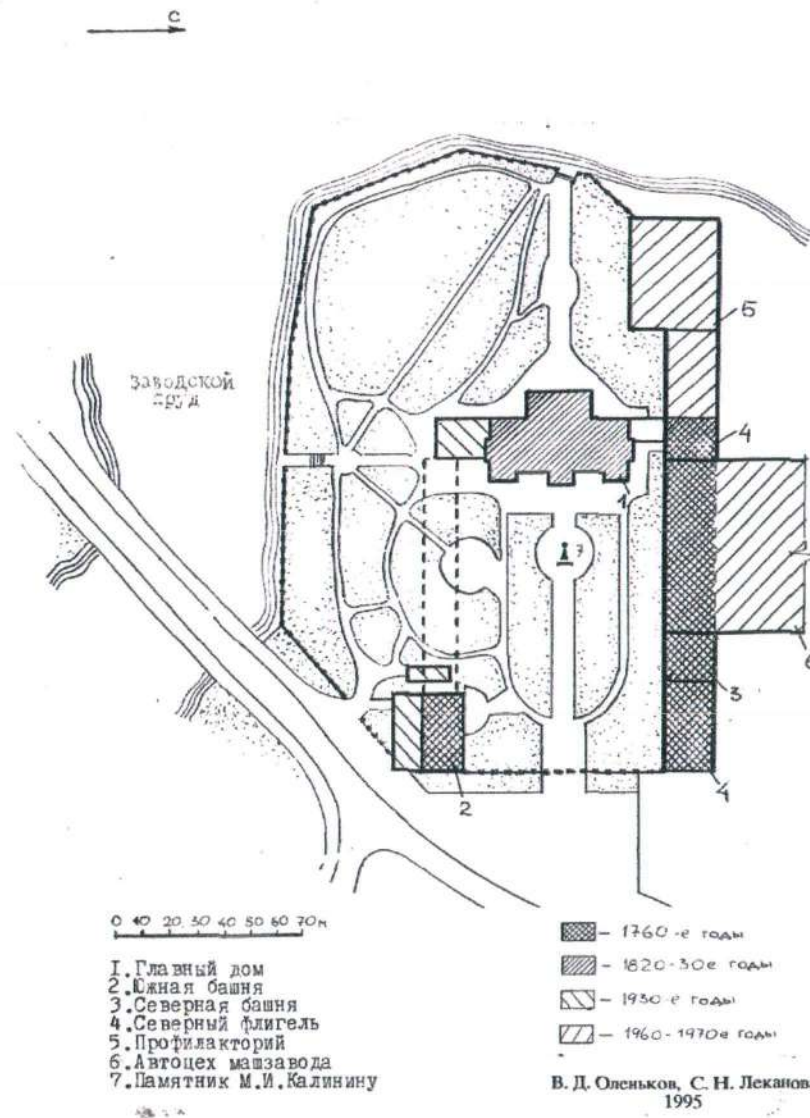 С
Заводской
пруд
5
4
1
7
6
3
4
2
0 10 20 30 40 50 60 70м
I. Главный дом
2. Южная башня
3. Северная башня
4. Северный флигель
5. Профилакторий
6. Автоцех машзавода
7. Памятник М.И.Калинину
- 1760-е годы
- 1820-30е годы
- 1930-е годы
- 1960-1970е годы
В. Д. Оленьков, С. Н. Леканов
1995